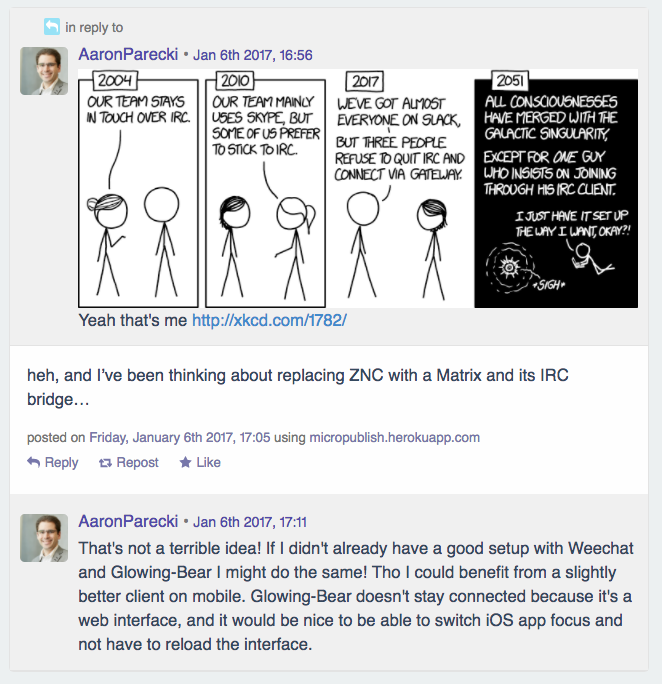 in reply to
AaronParecki • Jan 6th 2017, 16:56
2004
OUR TEAM STAYS
IN TOUCH OVER IRC.
2010
OUR TEAM MAINLY
USES SKYPE, BUT
SOME OF US PREFER
TO STICK TO IRC.
2017
WE'VE GOT ALMOST
EVERYONE ON SLACK,
BUT THREE PEOPLE
REFUSE TO QUIT IRC AND
CONNECT VIA GATEWAY.
2051
ALL CONSCIOUSNESSES
HAVE MERGED WITH THE
GALACTIC SINGULARITY,
EXCEPT FOR ONE GUY
WHO INSISTS ON JOINING
THROUGH HIS IRC CLIENT.
I JUST HAVE IT SET UP
THE WAY I WANT, OKAY?!
*SIGH*
Yeah that's me http://xkcd.com/1782/
heh, and I’ve been thinking about replacing ZNC with a Matrix and its IRC
bridge…
posted on Friday, January 6th 2017, 17:05 using micropublish.herokuapp.com
Reply Repost Like
AaronParecki • Jan 6th 2017, 17:11
That's not a terrible idea! If I didn't already have a good setup with Weechat
and Glowing-Bear I might do the same! Tho I could benefit from a slightly
better client on mobile. Glowing-Bear doesn't stay connected because it's a
web interface, and it would be nice to be able to switch iOS app focus and
not have to reload the interface.